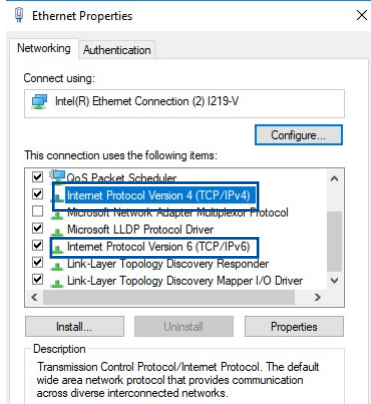 Ethernet Properties
Networking Authentication
Connect using:
Intel(R) Ethernet Connection (2) I219-V
Configure...
This connection uses the following items:
QoS Packet Scheduler
Internet Protocol Version 4 (TCP/IPv4)
Microsoft Network Adapter Multiplexor Protocol
Microsoft LLDP Protocol Driver
Internet Protocol Version 6 (TCP/IPv6)
Link-Layer Topology Discovery Responder
Link-Layer Topology Discovery Mapper I/O Driver
Install... Uninstall Properties
Description
Transmission Control Protocol/Internet Protocol. The default
wide area network protocol that provides communication
across diverse interconnected networks.